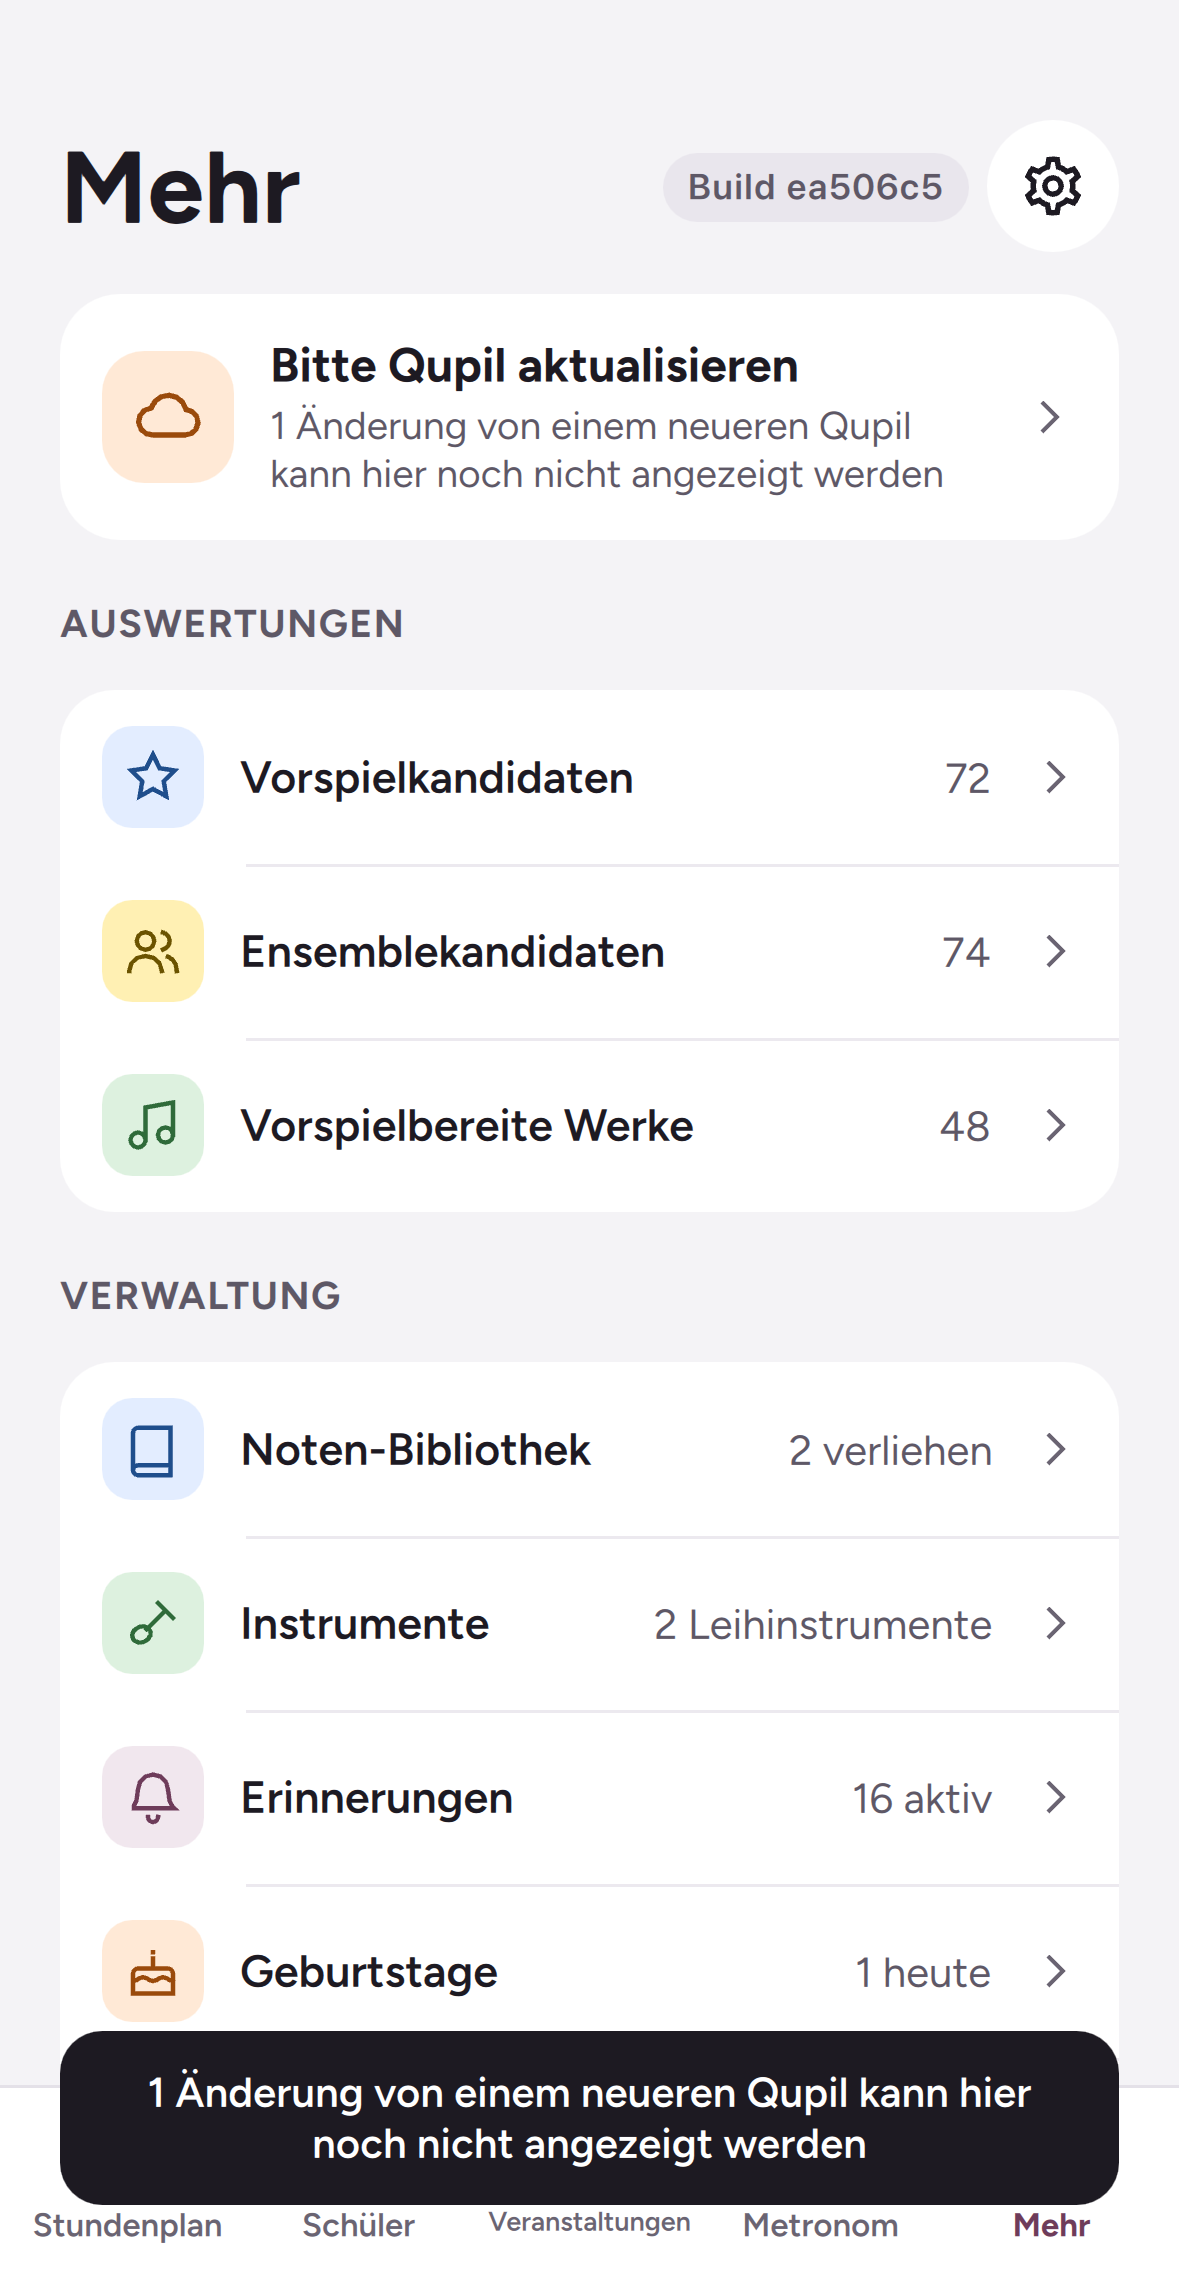 Mehr
Build ea506c5
Bitte Qupil aktualisieren
1 Änderung von einem neueren Qupil
kann hier noch nicht angezeigt werden
AUSWERTUNGEN
Vorspielkandidaten 72
Ensemblekandidaten 74
Vorspielbereite Werke 48
VERWALTUNG
Noten-Bibliothek 2 verliehen
Instrumente 2 Leihinstrumente
Erinnerungen 16 aktiv
Geburtstage 1 heute
1 Änderung von einem neueren Qupil kann hier
noch nicht angezeigt werden
Stundenplan Schüler Veranstaltungen Metronom Mehr